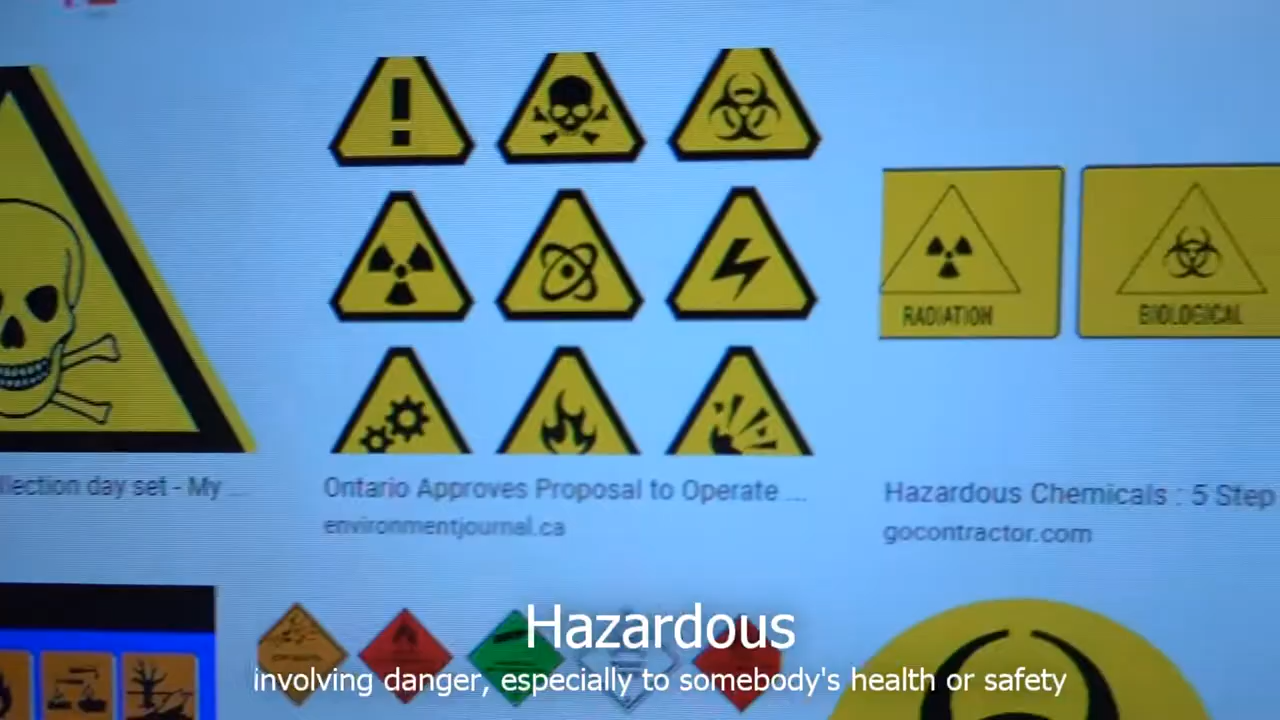 RADIATION
BIOLOGICAL
llection day set - My ...
Ontario Approves Proposal to Operate ...
Hazardous Chemicals : 5 Step
environmentjournal.ca
gocontractor.com
Hazardous
involving danger, especially to somebody's health or safety